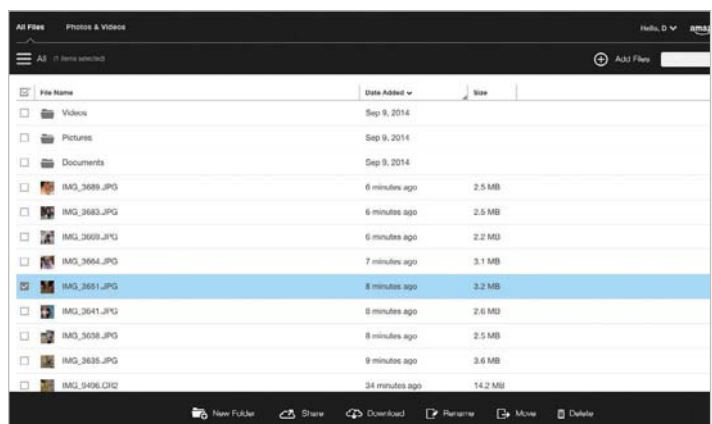 All Files Photos & Videos Hello, D amaz
All (1 items selected) Add Files
File Name Date Added Size
Videos Sep 9, 2014
Pictures Sep 9, 2014
Documents Sep 9, 2014
IMG_3689.JPG 6 minutes ago 2.5 MB
IMG_3683.JPG 6 minutes ago 2.5 MB
IMG_3669.JPG 6 minutes ago 2.2 MB
IMG_3664.JPG 7 minutes ago 3.1 MB
IMG_3651.JPG 8 minutes ago 3.2 MB
IMG_3641.JPG 8 minutes ago 2.6 MB
IMG_3638.JPG 8 minutes ago 2.5 MB
IMG_3635.JPG 9 minutes ago 3.6 MB
IMG_9496.CR2 34 minutes ago 14.2 MB
New Folder Share Download Rename Move Delete